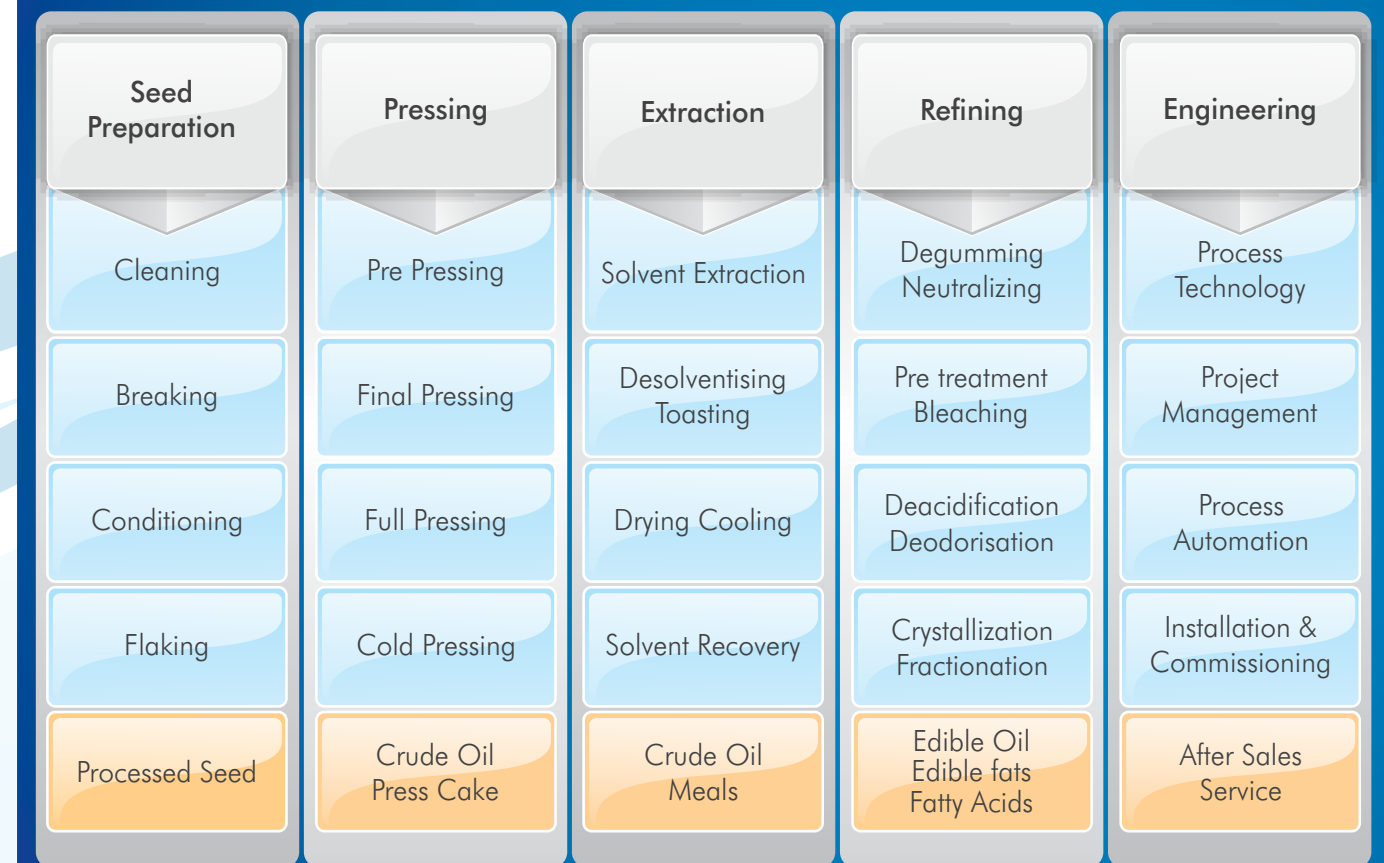 Seed
Preparation
Cleaning
Breaking
Conditioning
Flaking
Processed Seed
Pressing
Pre Pressing
Final Pressing
Full Pressing
Cold Pressing
Crude Oil
Press Cake
Extraction
Solvent Extraction
Desolventising
Toasting
Drying Cooling
Solvent Recovery
Crude Oil
Meals
Refining
Degumming
Neutralizing
Pre treatment
Bleaching
Deacidification
Deodorisation
Crystallization
Fractionation
Edible Oil
Edible fats
Fatty Acids
Engineering
Process
Technology
Project
Management
Process
Automation
Installation &
Commissioning
After Sales
Service